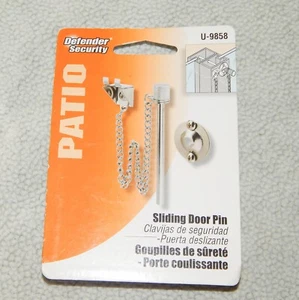 Defender
Security
U-9858
PATIO
Sliding Door Pin
Clavijas de seguridad
-Puerta deslizante
Goupilles de sûreté
- Porte coulissante